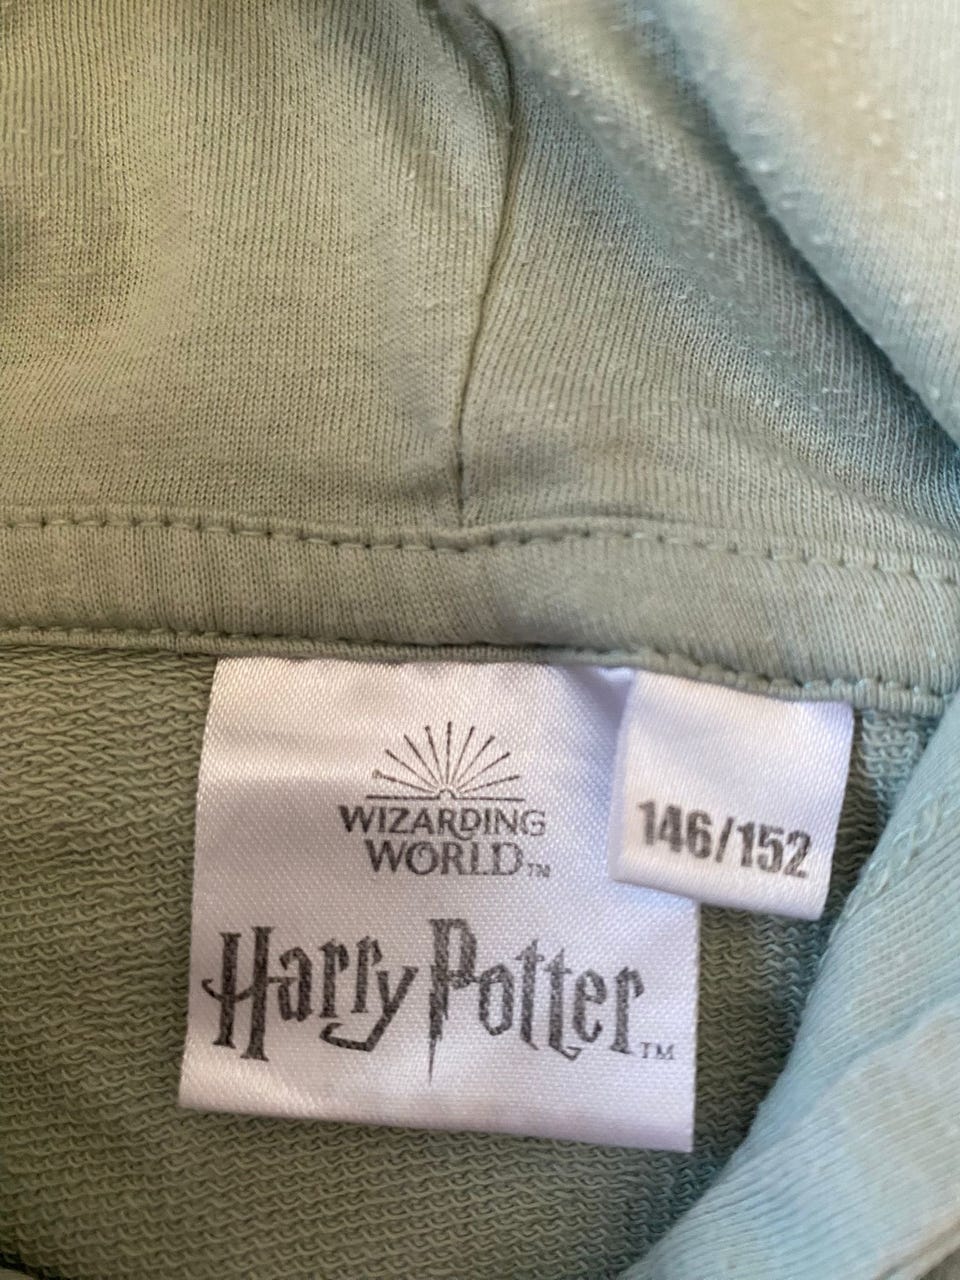 WIZARDING
WORLD™
Harry Potter™
146/152